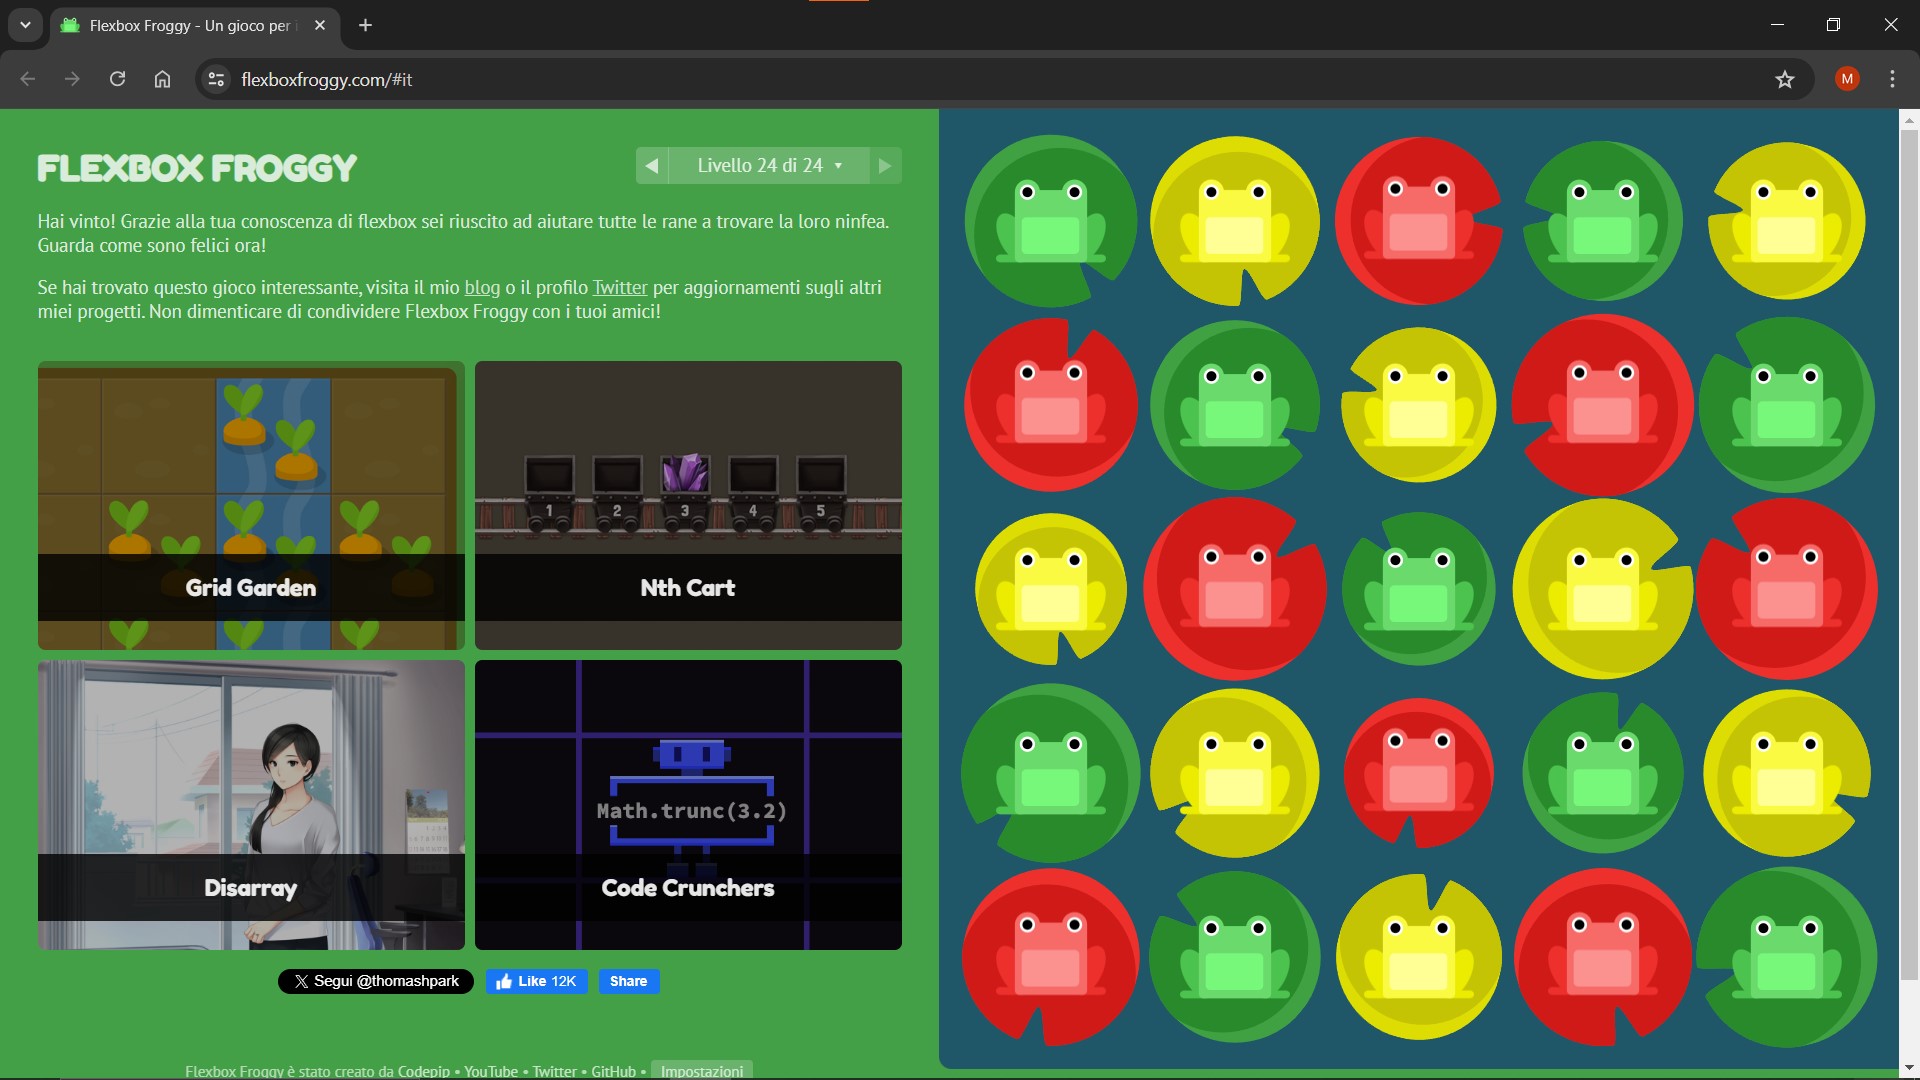 Flexbox Froggy - Un gioco per i
flexboxfroggy.com/#it
M
FLEXBOX FROGGY
Livello 24 di 24
Hai vinto! Grazie alla tua conoscenza di flexbox sei riuscito ad aiutare tutte le rane a trovare la loro ninfea.
Guarda come sono felici ora!
Se hai trovato questo gioco interessante, visita il mio blog o il profilo Twitter per aggiornamenti sugli altri
miei progetti. Non dimenticare di condividere Flexbox Froggy con i tuoi amici!
1 2 3 4 5
Grid Garden
Nth Cart
Math.trunc(3.2)
Disarray
Code Crunchers
Segui @thomashpark
Like 12K
Share
Flexbox Froggy è stato creato da Codepip • YouTube • Twitter • GitHub • Impostazioni